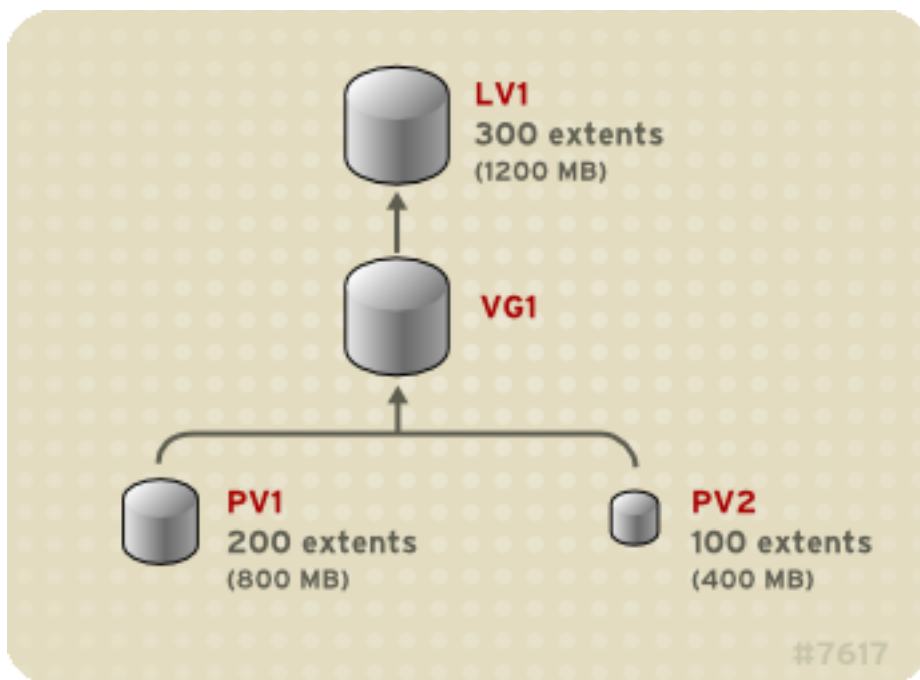 LV1
300 extents
(1200 MB)
VG1
PV1
200 extents
(800 MB)
PV2
100 extents
(400 MB)
#7617